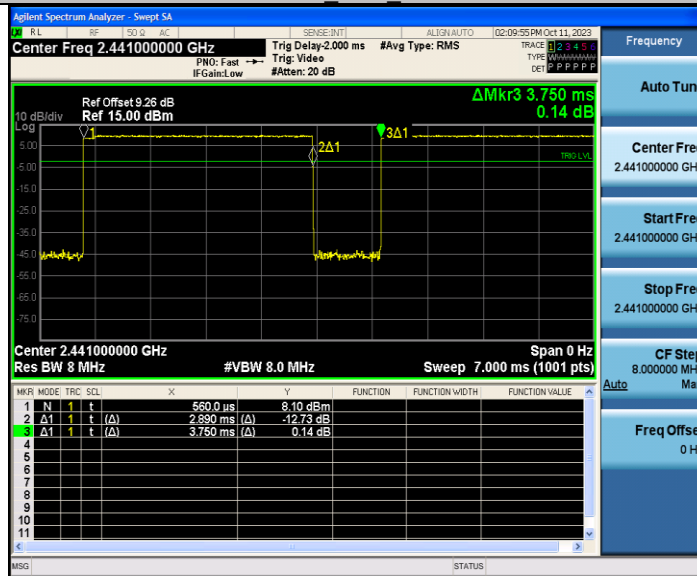 Agilent Spectrum Analyzer - Swept SA
RL RF 50 Ω AC SENSE:INT ALIGN AUTO 02:09:55 PM Oct 11, 2023
Center Freq 2.441000000 GHz
PNO: Fast
IFGain:Low
Trig Delay-2.000 ms
Trig: Video
#Atten: 20 dB
#Avg Type: RMS
TRACE 1 2 3 4 5 6
TYPE
DET P P P P P P
ΔMkr3 3.750 ms
0.14 dB
Ref Offset 9.26 dB
10 dB/div Ref 15.00 dBm
Log
1
2Δ1
3Δ1
TRIG LVL
5.00
-5.00
-15.0
-25.0
-35.0
-45.0
-55.0
-65.0
-75.0
Center 2.441000000 GHz Span 0 Hz
Res BW 8 MHz #VBW 8.0 MHz Sweep 7.000 ms (1001 pts)
MKR MODE TRC SCL X Y FUNCTION FUNCTION WIDTH FUNCTION VALUE
1 N 1 t 560.0 µs 8.10 dBm
2 Δ1 1 t (Δ) 2.890 ms (Δ) -12.73 dB
3 Δ1 1 t (Δ) 3.750 ms (Δ) 0.14 dB
4
5
6
7
8
9
10
11
MSG STATUS
Frequency
Auto Tun
Center Fre
2.441000000 GH
Start Fre
2.441000000 GH
Stop Fre
2.441000000 GH
CF Step
8.000000 MH
Auto Ma
Freq Offse
0 H